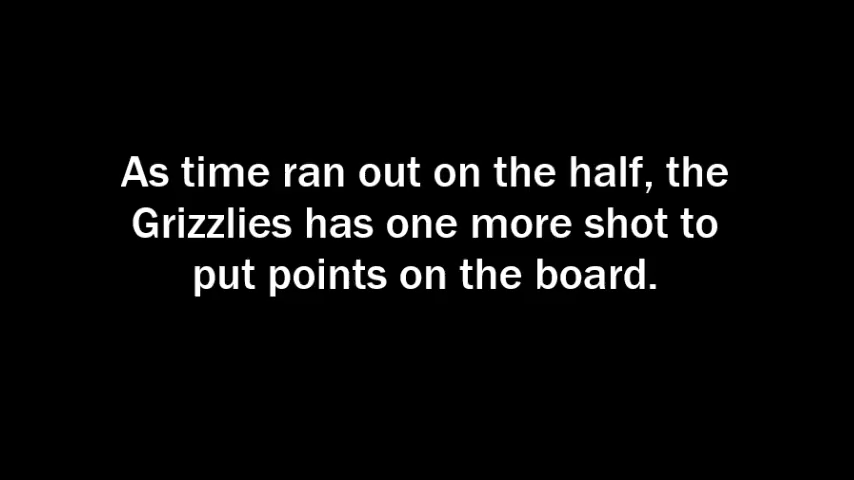 As time ran out on the half, the
Grizzlies has one more shot to
put points on the board.